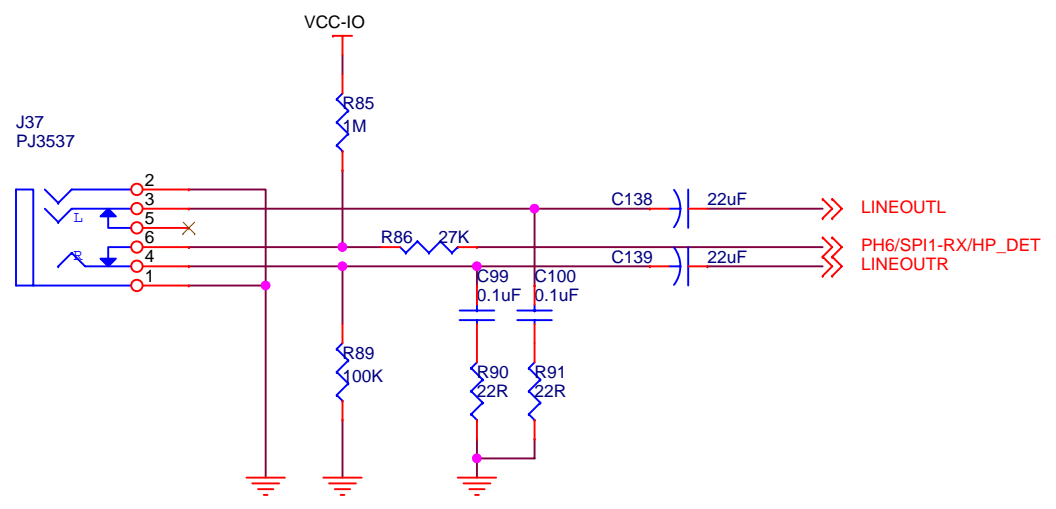 VCC-IO
R85
1M
J37
PJ3537
2
3
L
5
6
R
4
1
R86 27K
C138 22uF
LINEOUTL
PH6/SPI1-RX/HP_DET
C139 22uF
LINEOUTR
C99 C100
0.1uF 0.1uF
R89
100K
R90 R91
22R 22R